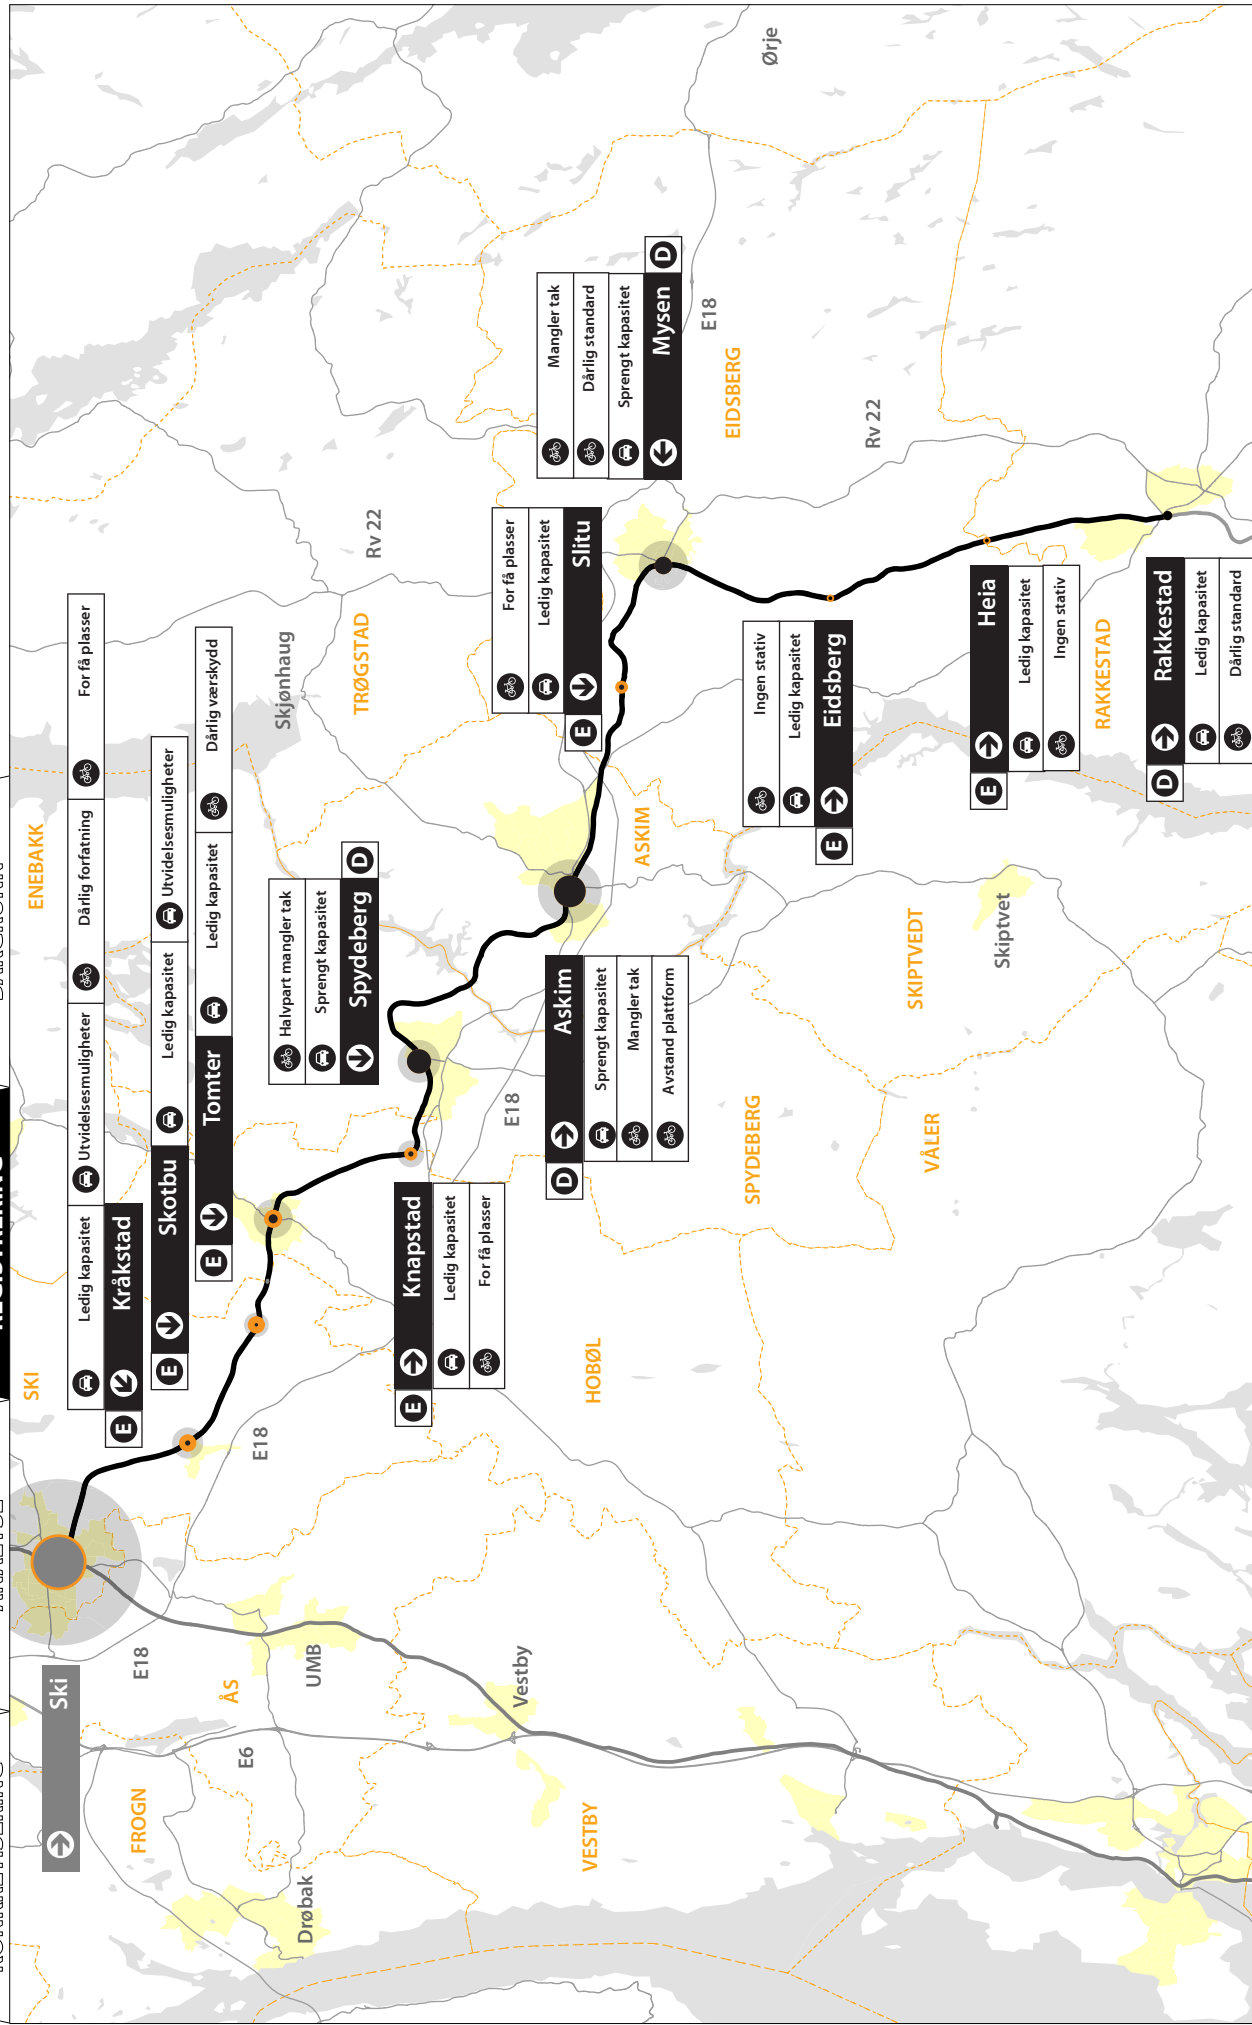 SKI
ENEBAKK
Ledig kapasitet
Utvidelsesmuligheter
Dårlig forfatning
For få plasser
E
Kråkstad
E
Skotbu
Ledig kapasitet
Utvidelsesmuligheter
E
Tomter
Ledig kapasitet
Dårlig værskydd
Ski
E18
FROGN
ÅS
E6
E18
UMB
Drøbak
Skjønhaug
TRØGSTAD
Rv 22
Halvpart mangler tak
Sprengt kapasitet
Spydeberg
D
E
Knapstad
Ledig kapasitet
For få plasser
For få plasser
Ledig kapasitet
E
Slitu
Mangler tak
Dårlig standard
Sprengt kapasitet
Mysen
D
E18
Vestby
VESTBY
HOBØL
D
Askim
Sprengt kapasitet
Mangler tak
Avstand plattform
ASKIM
E18
EIDSBERG
Ørje
SPYDEBERG
Ingen stativ
Ledig kapasitet
E
Eidsberg
Rv 22
VÅLER
SKIPTVEDT
Skiptvet
E
Heia
Ledig kapasitet
Ingen stativ
RAKKESTAD
D
Rakkestad
Ledig kapasitet
Dårlig standard